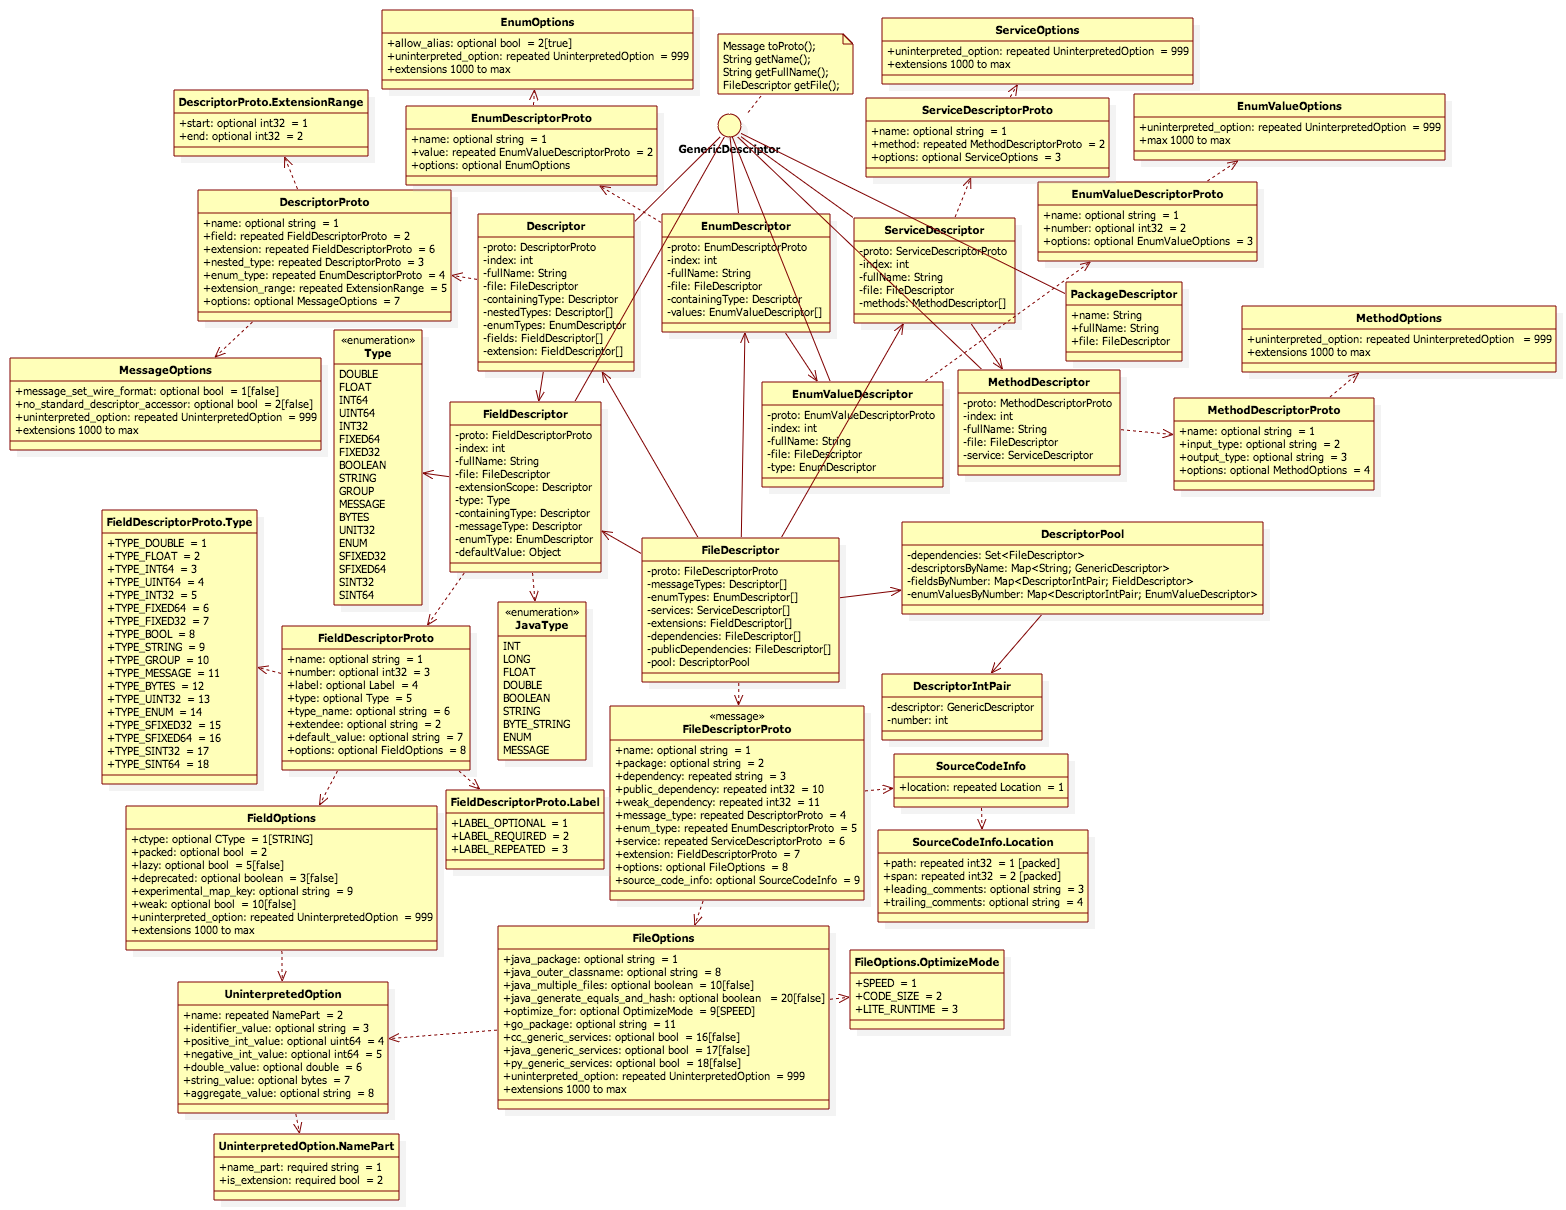 EnumOptions
+allow_alias: optional bool = 2[true]
+uninterpreted_option: repeated UninterpretedOption = 999
+extensions 1000 to max
Message toProto();
String getName();
String getFullName();
FileDescriptor getFile();
ServiceOptions
+uninterpreted_option: repeated UninterpretedOption = 999
+extensions 1000 to max
DescriptorProto.ExtensionRange
+start: optional int32 = 1
+end: optional int32 = 2
EnumDescriptorProto
+name: optional string = 1
+value: repeated EnumValueDescriptorProto = 2
+options: optional EnumOptions
GenericDescriptor
ServiceDescriptorProto
+name: optional string = 1
+method: repeated MethodDescriptorProto = 2
+options: optional ServiceOptions = 3
EnumValueOptions
+uninterpreted_option: repeated UninterpretedOption = 999
+max 1000 to max
DescriptorProto
+name: optional string = 1
+field: repeated FieldDescriptorProto = 2
+extension: repeated FieldDescriptorProto = 6
+nested_type: repeated DescriptorProto = 3
+enum_type: repeated EnumDescriptorProto = 4
+extension_range: repeated ExtensionRange = 5
+options: optional MessageOptions = 7
Descriptor
-proto: DescriptorProto
-index: int
-fullName: String
-file: FileDescriptor
-containingType: Descriptor
-nestedTypes: Descriptor[]
-enumTypes: EnumDescriptor
-fields: FieldDescriptor[]
-extension: FieldDescriptor[]
EnumDescriptor
-proto: EnumDescriptorProto
-index: int
-fullName: String
-file: FileDescriptor
-containingType: Descriptor
-values: EnumValueDescriptor[]
ServiceDescriptor
-proto: ServiceDescriptorProto
-index: int
-fullName: String
-file: FileDescriptor
-methods: MethodDescriptor[]
EnumValueDescriptorProto
+name: optional string = 1
+number: optional int32 = 2
+options: optional EnumValueOptions = 3
PackageDescriptor
+name: String
+fullName: String
+file: FileDescriptor
MethodOptions
+uninterpreted_option: repeated UninterpretedOption = 999
+extensions 1000 to max
MessageOptions
+message_set_wire_format: optional bool = 1[false]
+no_standard_descriptor_accessor: optional bool = 2[false]
+uninterpreted_option: repeated UninterpretedOption = 999
+extensions 1000 to max
«enumeration»
Type
DOUBLE
FLOAT
INT64
UINT64
INT32
FIXED64
FIXED32
BOOLEAN
STRING
GROUP
MESSAGE
BYTES
UNIT32
ENUM
SFIXED32
SFIXED64
SINT32
SINT64
FieldDescriptor
-proto: FieldDescriptorProto
-index: int
-fullName: String
-file: FileDescriptor
-extensionScope: Descriptor
-type: Type
-containingType: Descriptor
-messageType: Descriptor
-enumType: EnumDescriptor
-defaultValue: Object
EnumValueDescriptor
-proto: EnumValueDescriptorProto
-index: int
-fullName: String
-file: FileDescriptor
-type: EnumDescriptor
MethodDescriptor
-proto: MethodDescriptorProto
-index: int
-fullName: String
-file: FileDescriptor
-service: ServiceDescriptor
MethodDescriptorProto
+name: optional string = 1
+input_type: optional string = 2
+output_type: optional string = 3
+options: optional MethodOptions = 4
FieldDescriptorProto.Type
+TYPE_DOUBLE = 1
+TYPE_FLOAT = 2
+TYPE_INT64 = 3
+TYPE_UINT64 = 4
+TYPE_INT32 = 5
+TYPE_FIXED64 = 6
+TYPE_FIXED32 = 7
+TYPE_BOOL = 8
+TYPE_STRING = 9
+TYPE_GROUP = 10
+TYPE_MESSAGE = 11
+TYPE_BYTES = 12
+TYPE_UINT32 = 13
+TYPE_ENUM = 14
+TYPE_SFIXED32 = 15
+TYPE_SFIXED64 = 16
+TYPE_SINT32 = 17
+TYPE_SINT64 = 18
FileDescriptor
-proto: FileDescriptorProto
-messageTypes: Descriptor[]
-enumTypes: EnumDescriptor[]
-services: ServiceDescriptor[]
-extensions: FieldDescriptor[]
-dependencies: FileDescriptor[]
-publicDependencies: FileDescriptor[]
-pool: DescriptorPool
DescriptorPool
-dependencies: Set<FileDescriptor>
-descriptorsByName: Map<String; GenericDescriptor>
-fieldsByNumber: Map<DescriptorIntPair; FieldDescriptor>
-enumValuesByNumber: Map<DescriptorIntPair; EnumValueDescriptor>
«enumeration»
JavaType
INT
LONG
FLOAT
DOUBLE
BOOLEAN
STRING
BYTE_STRING
ENUM
MESSAGE
FieldDescriptorProto
+name: optional string = 1
+number: optional int32 = 3
+label: optional Label = 4
+type: optional Type = 5
+type_name: optional string = 6
+extendee: optional string = 2
+default_value: optional string = 7
+options: optional FieldOptions = 8
DescriptorIntPair
-descriptor: GenericDescriptor
-number: int
«message»
FileDescriptorProto
+name: optional string = 1
+package: optional string = 2
+dependency: repeated string = 3
+public_dependency: repeated int32 = 10
+weak_dependency: repeated int32 = 11
+message_type: repeated DescriptorProto = 4
+enum_type: repeated EnumDescriptorProto = 5
+service: repeated ServiceDescriptorProto = 6
+extension: FieldDescriptorProto = 7
+options: optional FileOptions = 8
+source_code_info: optional SourceCodeInfo = 9
SourceCodeInfo
+location: repeated Location = 1
FieldDescriptorProto.Label
+LABEL_OPTIONAL = 1
+LABEL_REQUIRED = 2
+LABEL_REPEATED = 3
FieldOptions
+ctype: optional CType = 1[STRING]
+packed: optional bool = 2
+lazy: optional bool = 5[false]
+deprecated: optional boolean = 3[false]
+experimental_map_key: optional string = 9
+weak: optional bool = 10[false]
+uninterpreted_option: repeated UninterpretedOption = 999
+extensions 1000 to max
SourceCodeInfo.Location
+path: repeated int32 = 1 [packed]
+span: repeated int32 = 2 [packed]
+leading_comments: optional string = 3
+trailing_comments: optional string = 4
FileOptions
+java_package: optional string = 1
+java_outer_classname: optional string = 8
+java_multiple_files: optional boolean = 10[false]
+java_generate_equals_and_hash: optional boolean = 20[false]
+optimize_for: optional OptimizeMode = 9[SPEED]
+go_package: optional string = 11
+cc_generic_services: optional bool = 16[false]
+java_generic_services: optional bool = 17[false]
+py_generic_services: optional bool = 18[false]
+uninterpreted_option: repeated UninterpretedOption = 999
+extensions 1000 to max
FileOptions.OptimizeMode
+SPEED = 1
+CODE_SIZE = 2
+LITE_RUNTIME = 3
UninterpretedOption
+name: repeated NamePart = 2
+identifier_value: optional string = 3
+positive_int_value: optional uint64 = 4
+negative_int_value: optional int64 = 5
+double_value: optional double = 6
+string_value: optional bytes = 7
+aggregate_value: optional string = 8
UninterpretedOption.NamePart
+name_part: required string = 1
+is_extension: required bool = 2